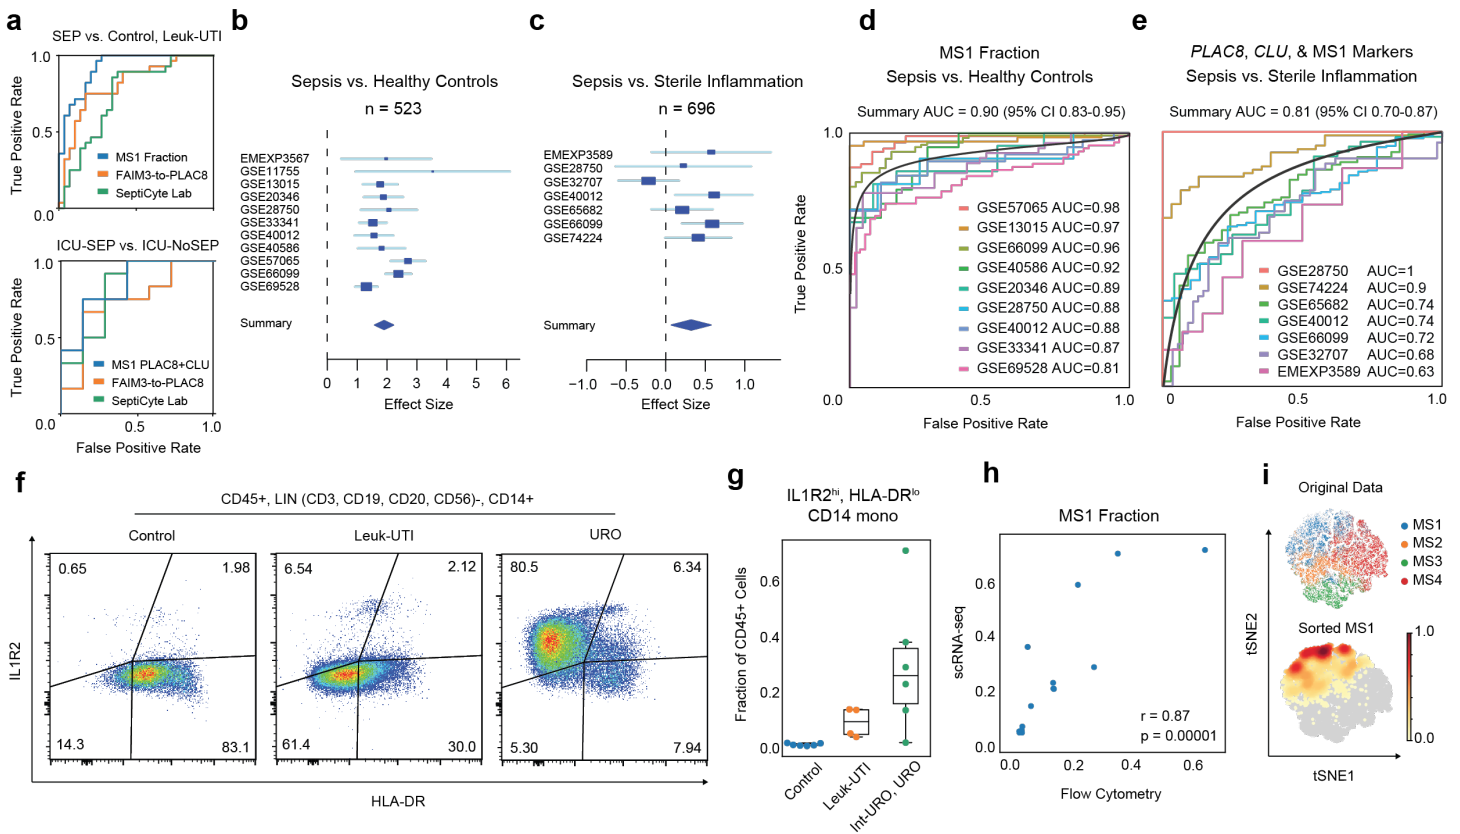 a
SEP vs. Control, Leuk-UTI
True Positive Rate
1.0
0.5
0.0
MS1 Fraction
FAIM3-to-PLAC8
SeptiCyte Lab
ICU-SEP vs. ICU-NoSEP
True Positive Rate
1.0
0.5
0.0
MS1 PLAC8+CLU
FAIM3-to-PLAC8
SeptiCyte Lab
0.5 1.0
False Positive Rate
b
Sepsis vs. Healthy Controls
n = 523
EMEXP3567
GSE11755
GSE13015
GSE20346
GSE28750
GSE33341
GSE40012
GSE40586
GSE57065
GSE66099
GSE69528
Summary
0 1 2 3 4 5 6
Effect Size
c
Sepsis vs. Sterile Inflammation
n = 696
EMEXP3589
GSE28750
GSE32707
GSE40012
GSE65682
GSE66099
GSE74224
Summary
−1.0 −0.5 0.0 0.5 1.0
Effect Size
d
MS1 Fraction
Sepsis vs. Healthy Controls
Summary AUC = 0.90 (95% CI 0.83-0.95)
True Positive Rate
1.0
0.5
0.0
GSE57065 AUC=0.98
GSE13015 AUC=0.97
GSE66099 AUC=0.96
GSE40586 AUC=0.92
GSE20346 AUC=0.89
GSE28750 AUC=0.88
GSE40012 AUC=0.88
GSE33341 AUC=0.87
GSE69528 AUC=0.81
0.5 1.0
False Positive Rate
e
PLAC8, CLU, & MS1 Markers
Sepsis vs. Sterile Inflammation
Summary AUC = 0.81 (95% CI 0.70-0.87)
1.0
GSE28750 AUC=1
GSE74224 AUC=0.9
GSE65682 AUC=0.74
GSE40012 AUC=0.74
GSE66099 AUC=0.72
GSE32707 AUC=0.68
EMEXP3589 AUC=0.63
0 0.5 1.0
False Positive Rate
f
CD45+, LIN (CD3, CD19, CD20, CD56)-, CD14+
Control
0.65 1.98
14.3 83.1
Leuk-UTI
6.54 2.12
61.4 30.0
URO
80.5 6.34
5.30 7.94
IL1R2
HLA-DR
g
IL1R2hi, HLA-DRlo
CD14 mono
Fraction of CD45+ Cells
0.6
0.4
0.2
0.0
Control
Leuk-UTI
Int-URO, URO
h
MS1 Fraction
scRNA-seq
0.6
0.4
0.2
0.0
r = 0.87
p = 0.00001
0.0 0.2 0.4 0.6
Flow Cytometry
i
Original Data
MS1
MS2
MS3
MS4
Sorted MS1
1.0
0.0
tSNE2
tSNE1